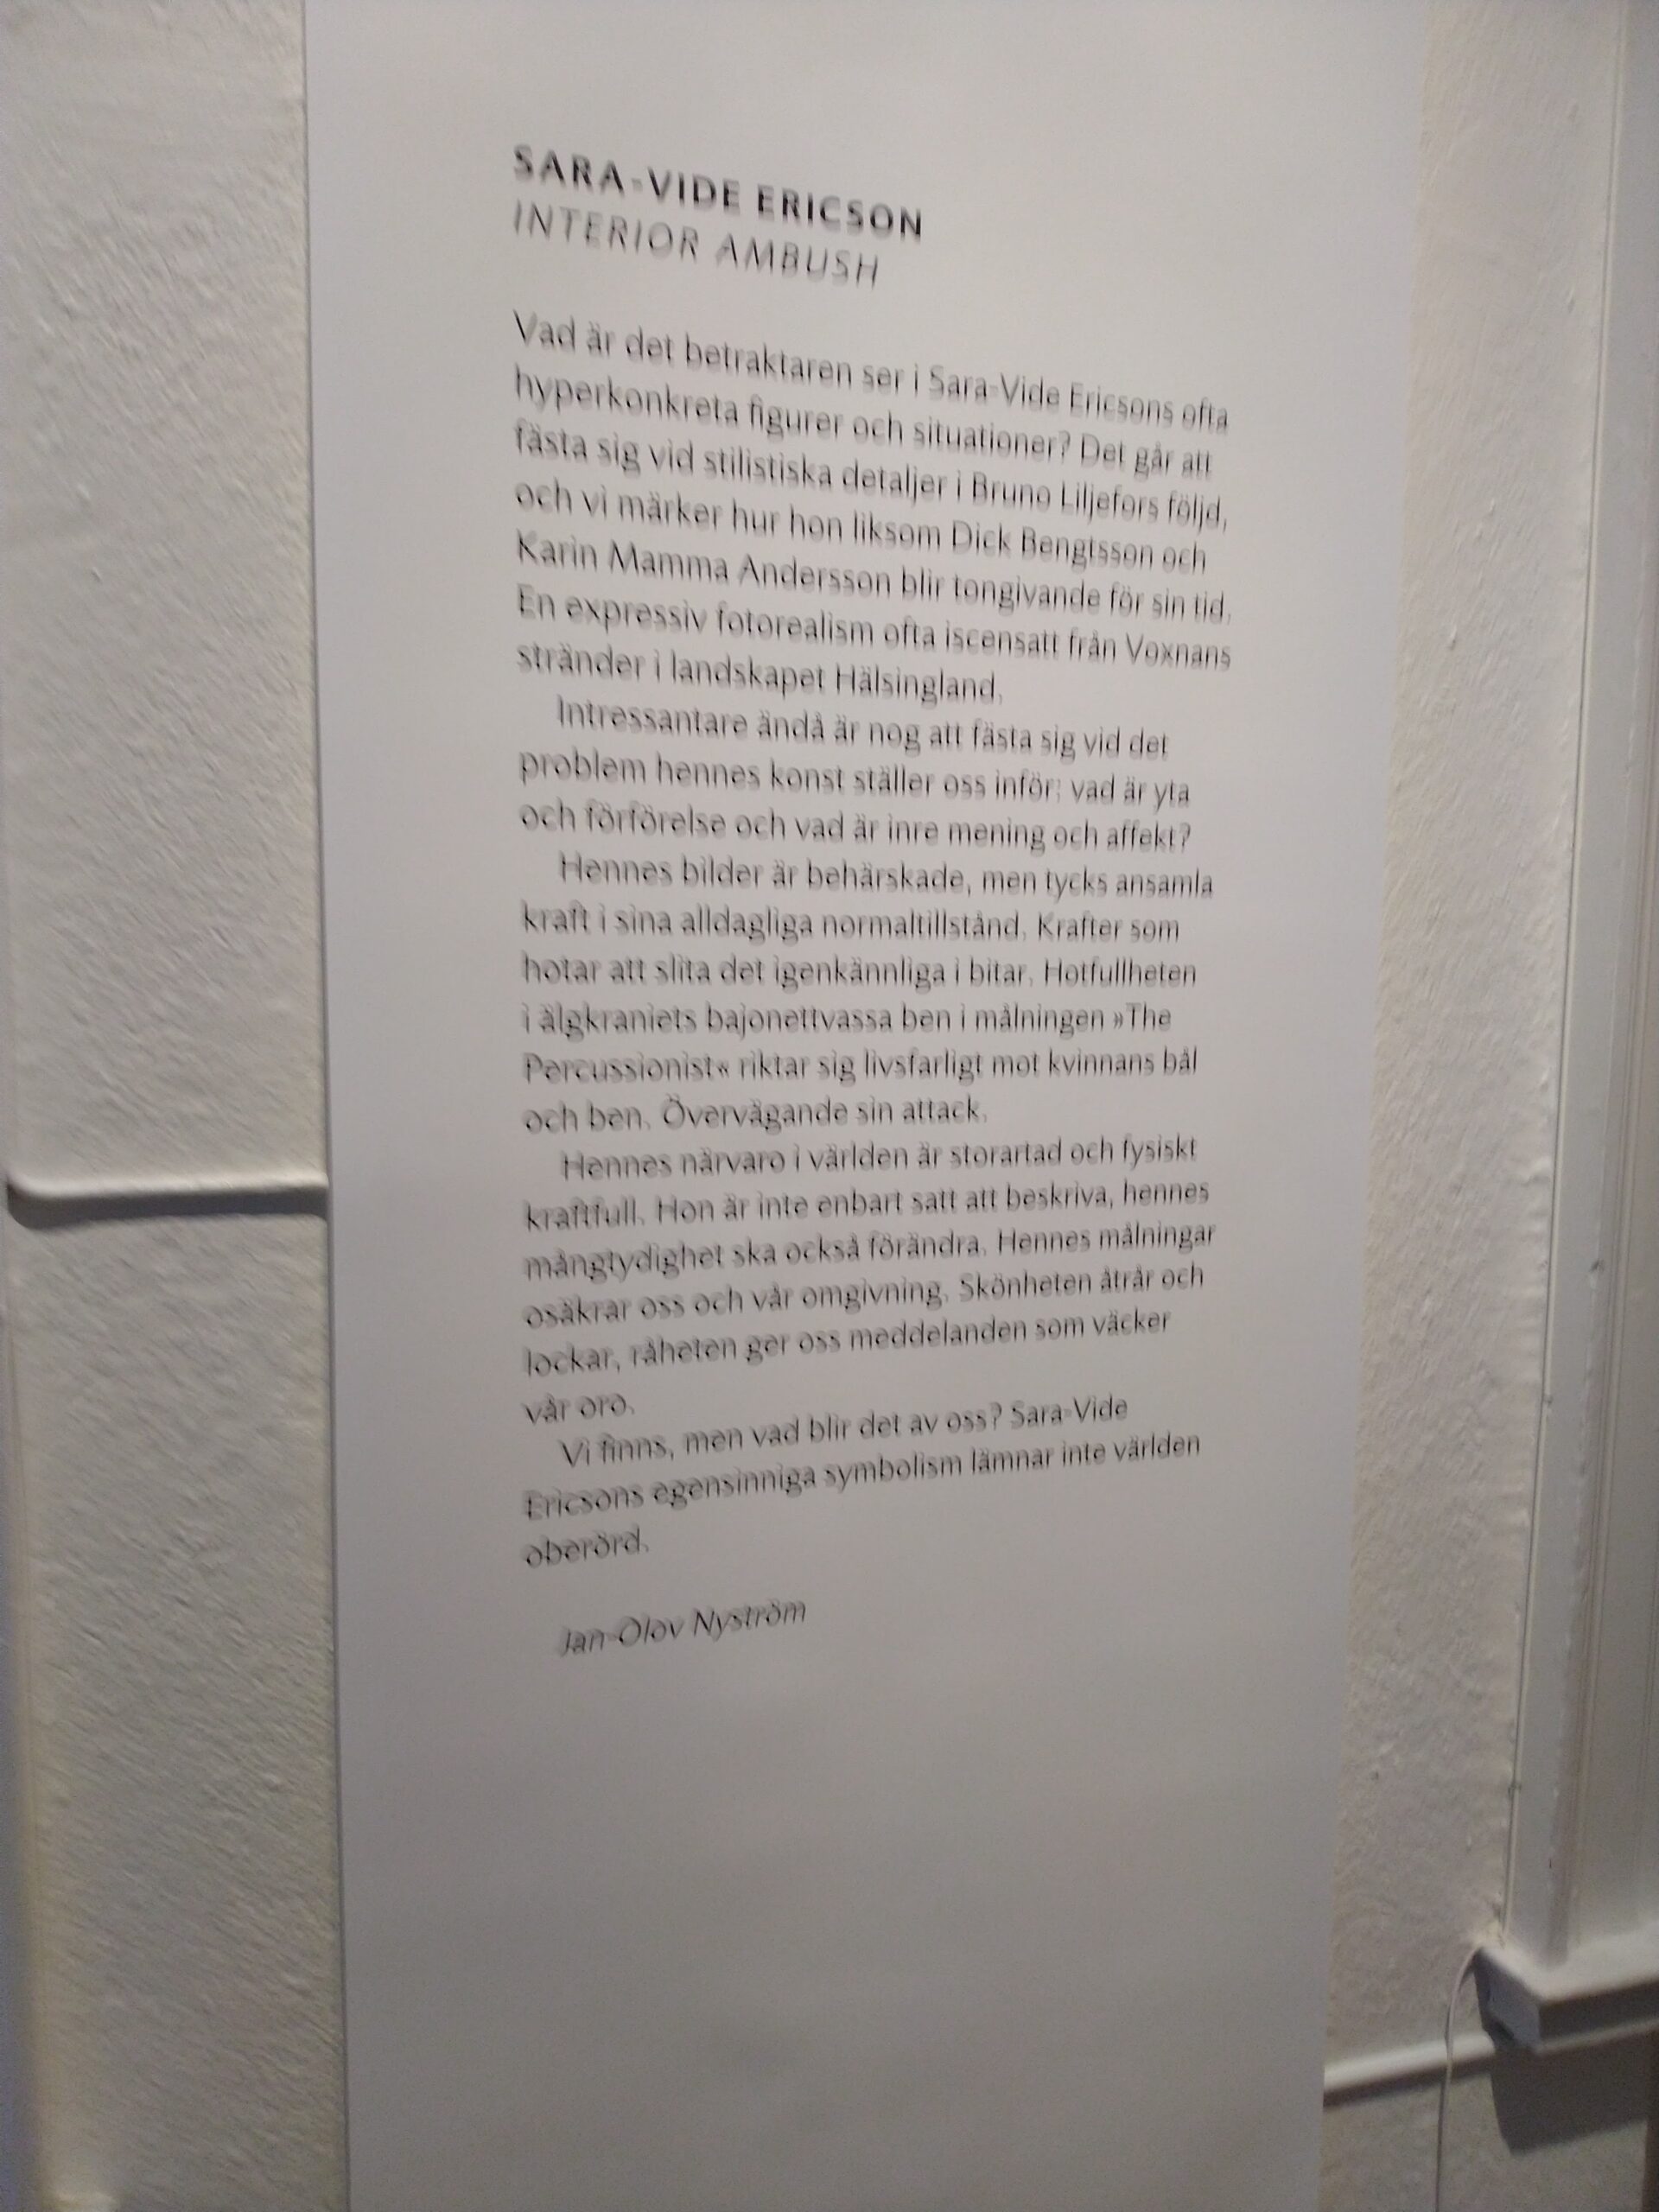 SARA-VIDE ERICSON
INTERIOR AMBUSH
Vad är det betraktaren ser i Sara-Vide Ericsons ofta
hyperkonkreta figurer och situationer? Det går att
fästa sig vid stilistiska detaljer i Bruno Liljefors följd,
och vi märker hur hon liksom Dick Bengtsson och
Karin Mamma Andersson blir tongivande för sin tid.
En expressiv fotorealism ofta iscensatt från Voxnans
stränder i landskapet Hälsingland.
Intressantare ändå är nog att fästa sig vid det
problem hennes konst ställer oss inför; vad är yta
och förförelse och vad är inre mening och affekt?
Hennes bilder är behärskade, men tycks ansamla
kraft i sina alldagliga normaltillstånd. Krafter som
hotar att slita det igenkännliga i bitar. Hotfullheten
i älgkraniets bajonettvassa ben i målningen »The
Percussionist« riktar sig livsfarligt mot kvinnans bål
och ben. Övervägande sin attack.
Hennes närvaro i världen är storartad och fysiskt
kraftfull. Hon är inte enbart satt att beskriva, hennes
mångtydighet ska också förändra. Hennes målningar
osäkrar oss och vår omgivning. Skönheten åtrår och
lockar, råheten ger oss meddelanden som väcker
vår oro.
Vi finns, men vad blir det av oss? Sara-Vide
Ericsons egensinniga symbolism lämnar inte världen
oberörd.
Jan-Olov Nyström